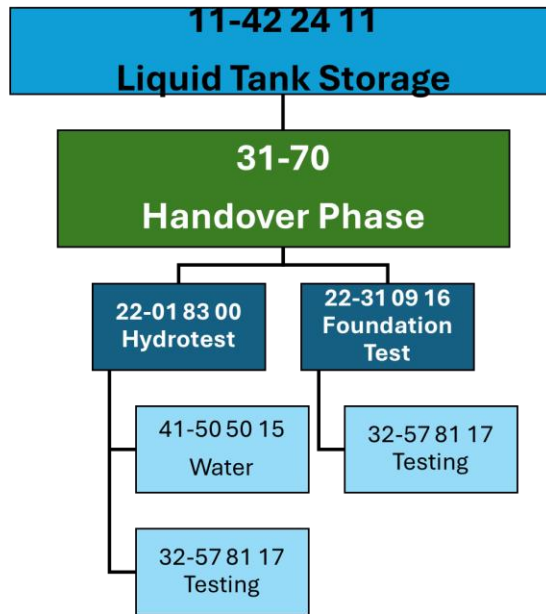 11-42 24 11
Liquid Tank Storage
31-70
Handover Phase
22-01 83 00
Hydrotest
22-31 09 16
Foundation
Test
41-50 50 15
Water
32-57 81 17
Testing
32-57 81 17
Testing